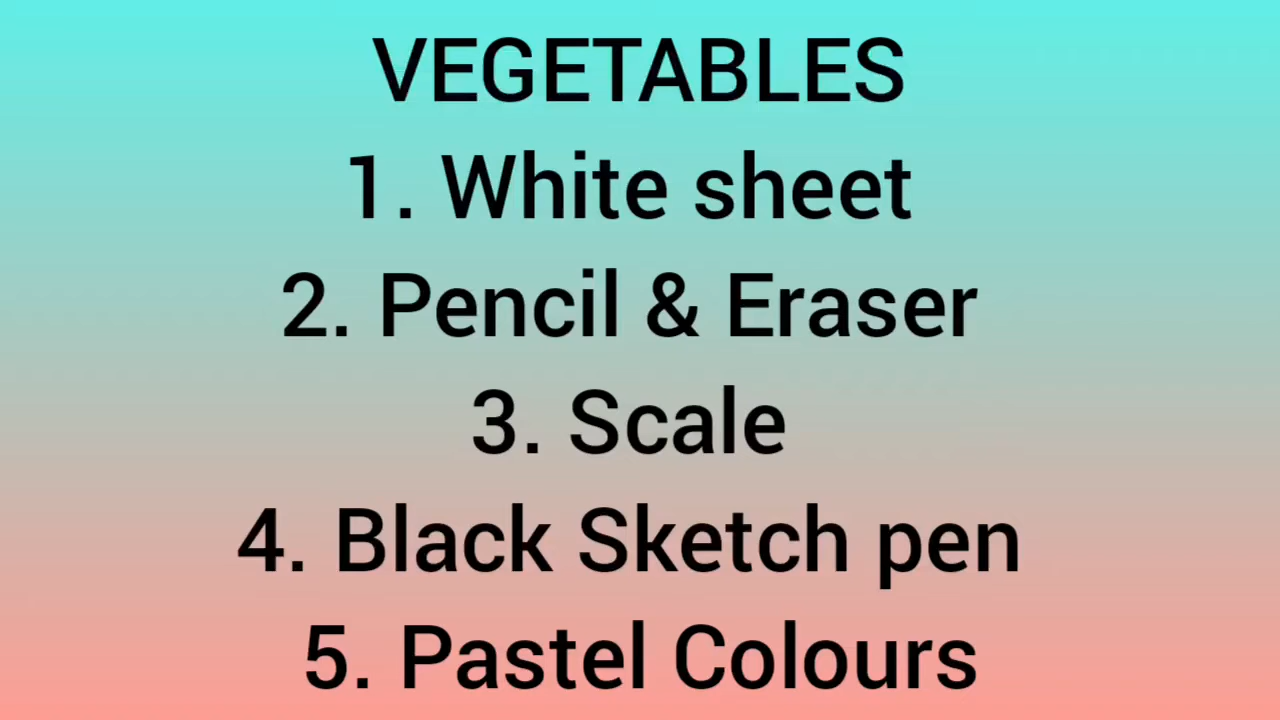 VEGETABLES
1. White sheet
2. Pencil & Eraser
3. Scale
4. Black Sketch pen
5. Pastel Colours